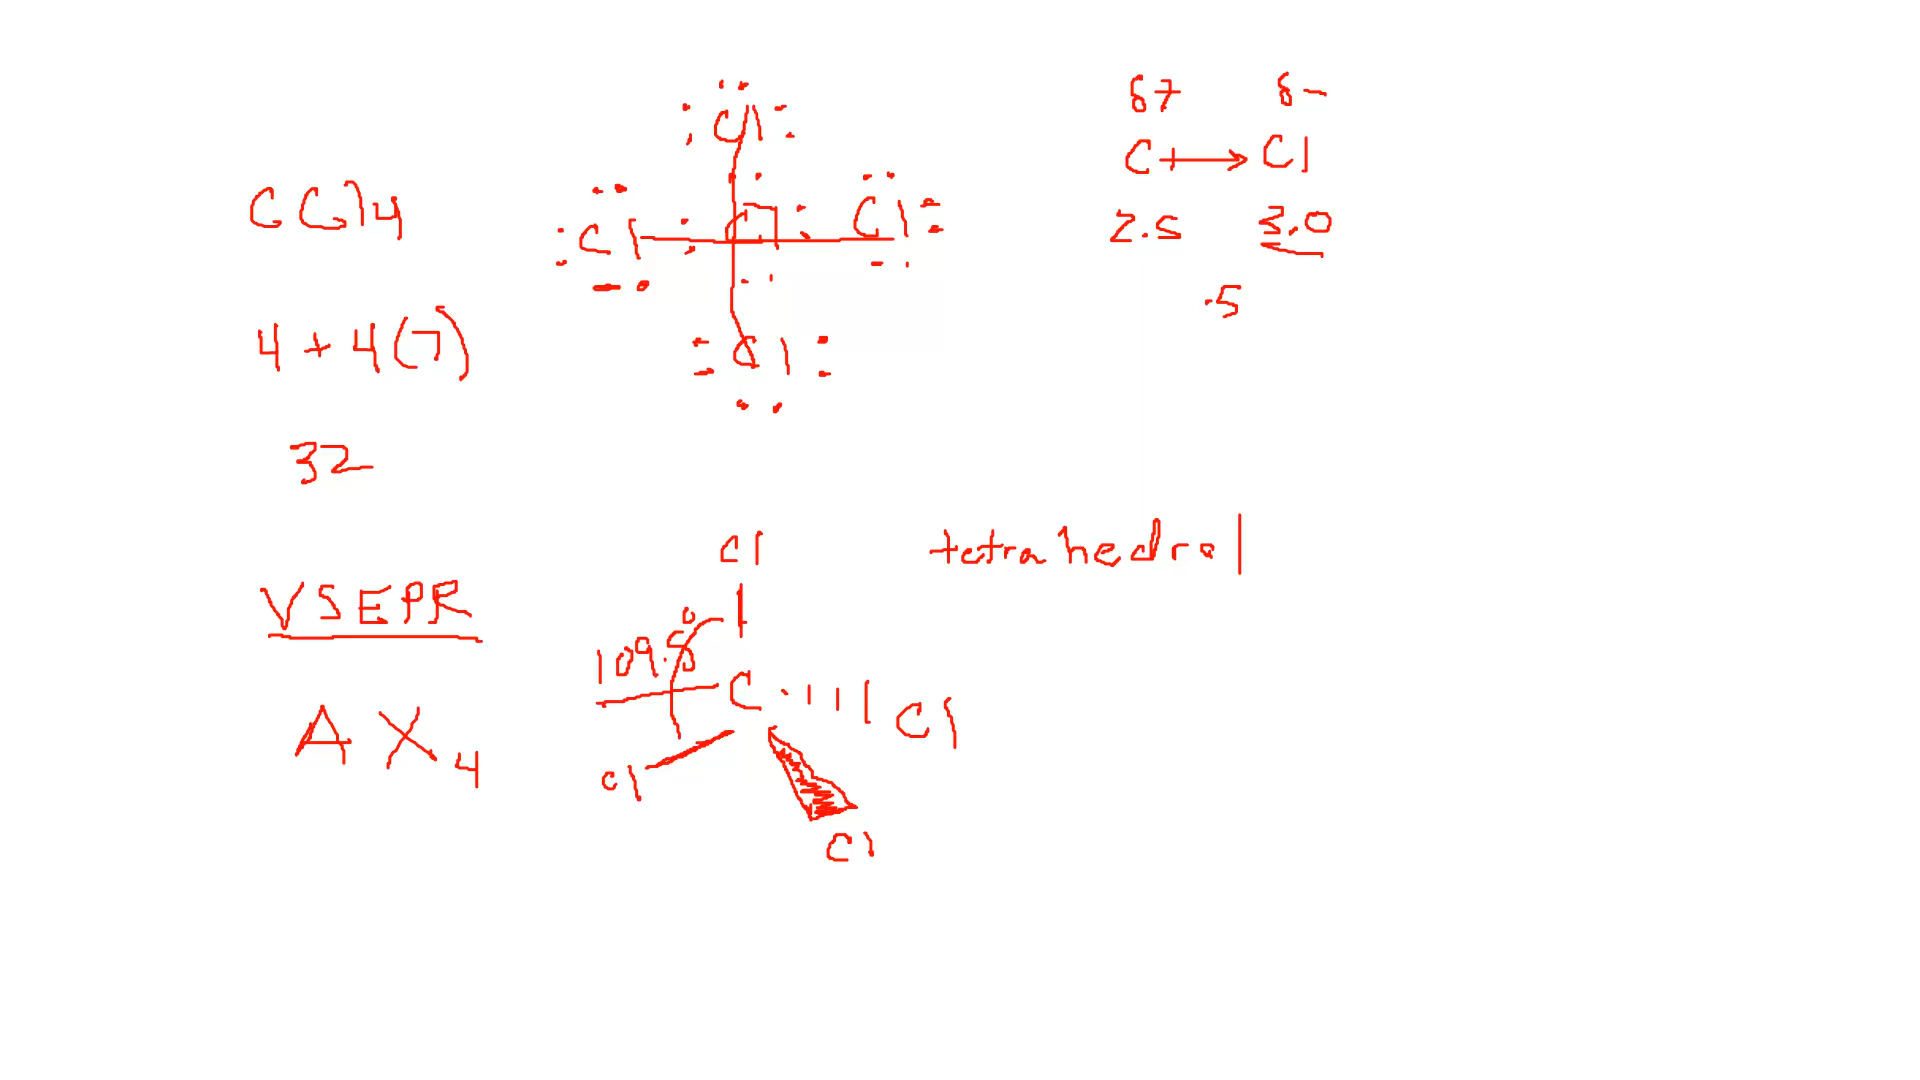 CCl4
4 + 4(7)
32
Cl
Cl C Cl
Cl
δ+ δ-
C Cl
2.5 3.0
.5
VSEPR
AX4
Cl
109.5°
C Cl
Cl
Cl
tetrahedral